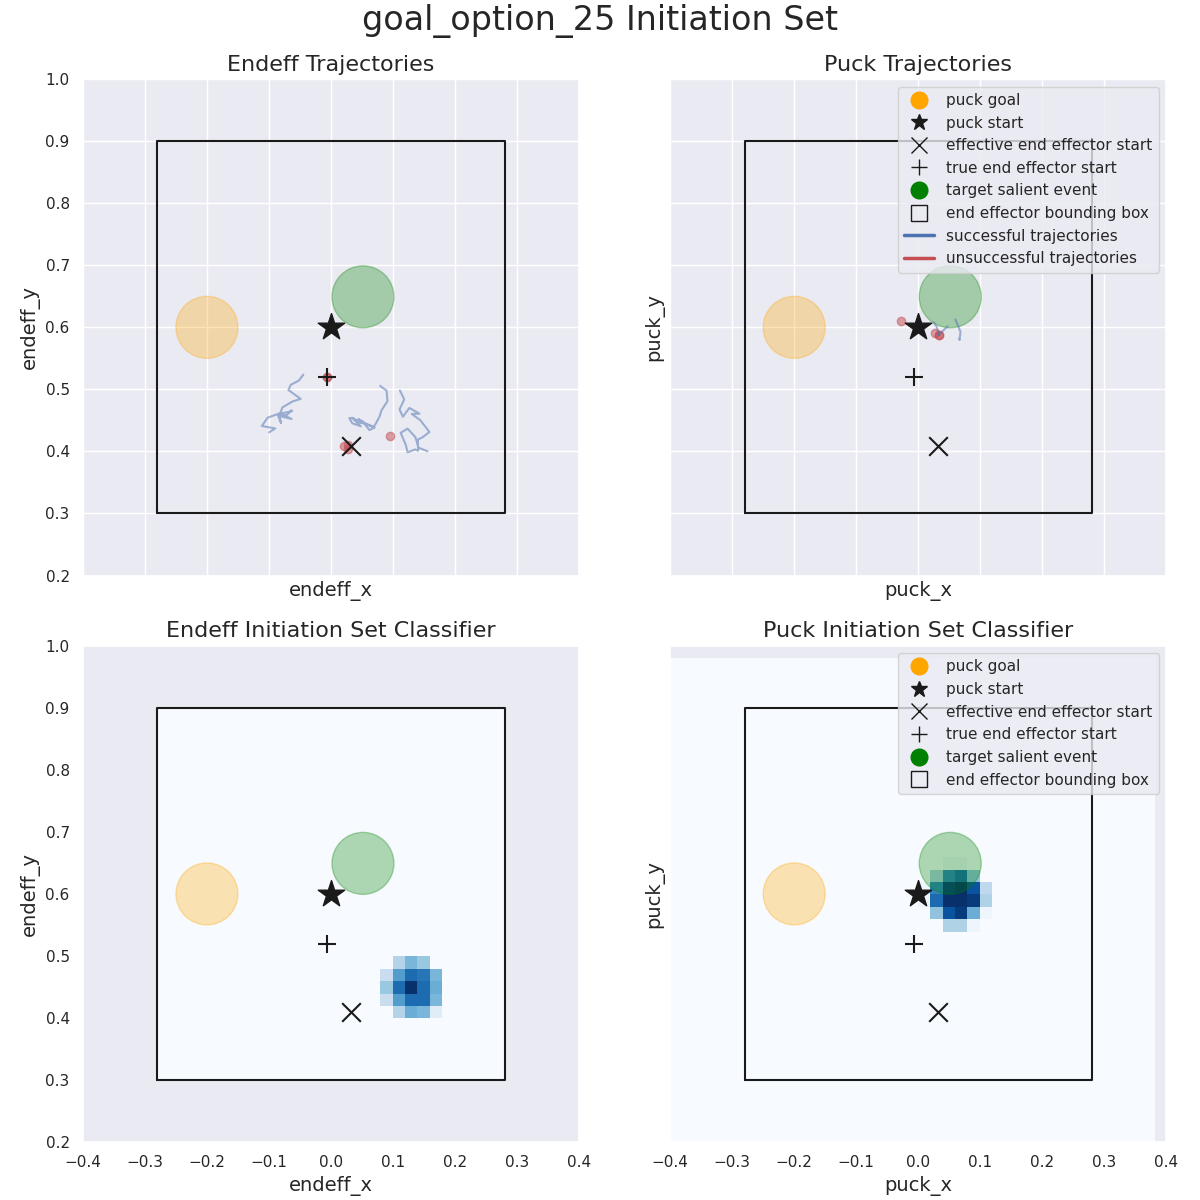 goal_option_25 Initiation Set
Endeff Trajectories
Puck Trajectories
1.0
0.9
0.8
0.7
0.6
0.5
0.4
0.3
0.2
endeff_y
endeff_x
puck_y
puck_x
puck goal
puck start
effective end effector start
true end effector start
target salient event
end effector bounding box
successful trajectories
unsuccessful trajectories
Endeff Initiation Set Classifier
Puck Initiation Set Classifier
1.0
0.9
0.8
0.7
0.6
0.5
0.4
0.3
0.2
endeff_y
−0.4 −0.3 −0.2 −0.1 0.0 0.1 0.2 0.3 0.4
endeff_x
puck_y
puck goal
puck start
effective end effector start
true end effector start
target salient event
end effector bounding box
−0.4 −0.3 −0.2 −0.1 0.0 0.1 0.2 0.3 0.4
puck_x